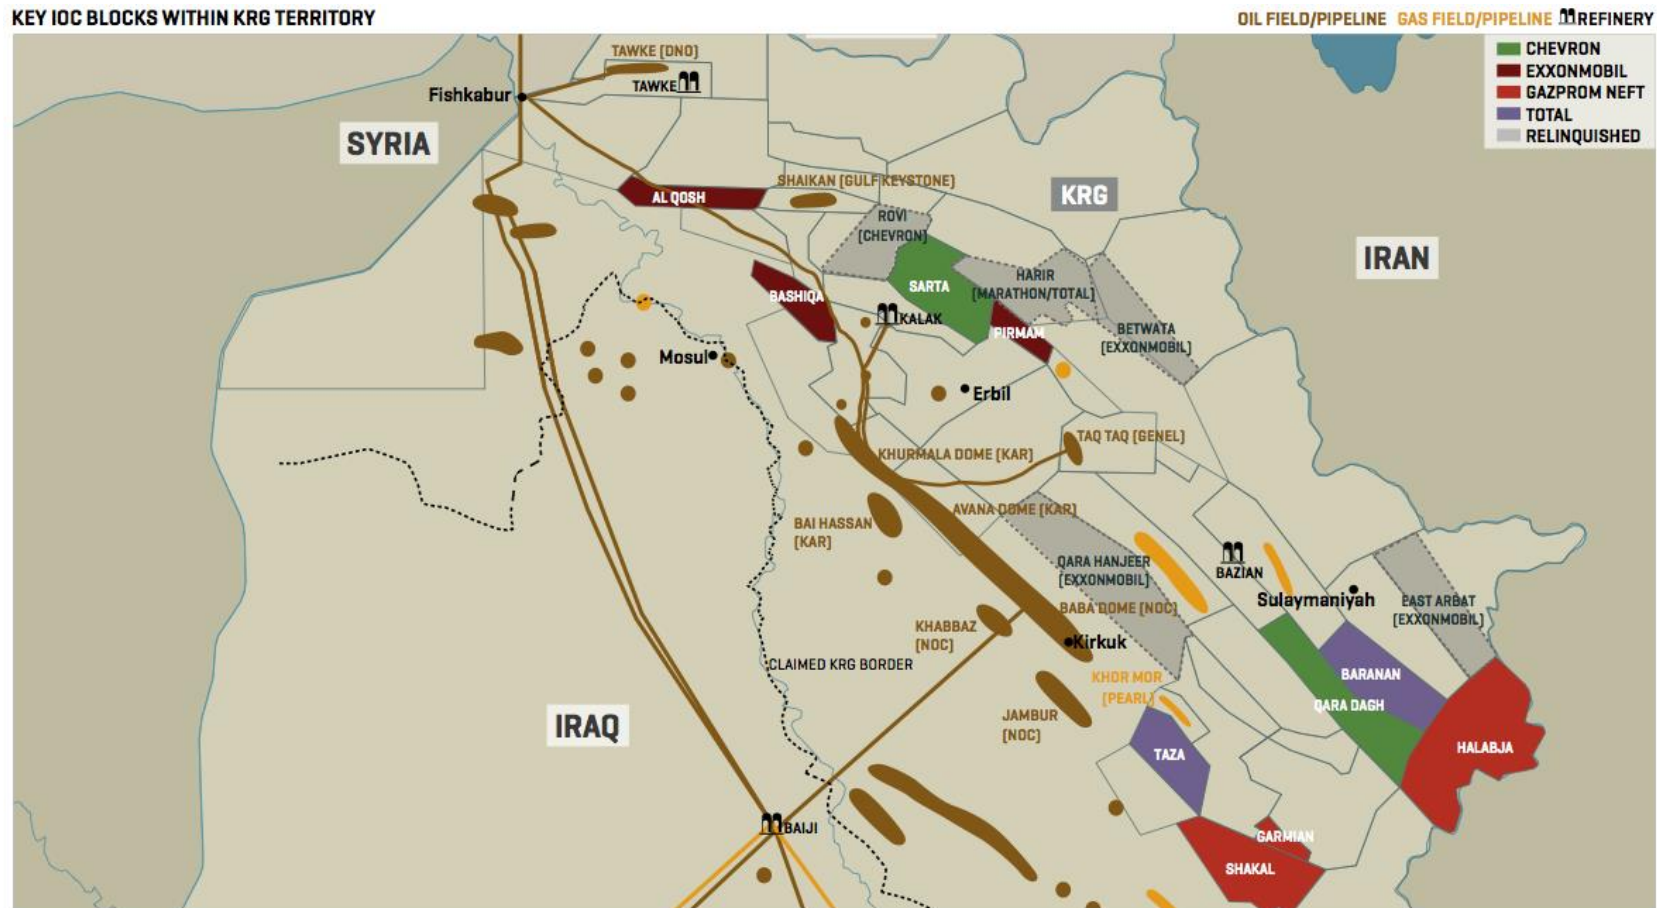 KEY IOC BLOCKS WITHIN KRG TERRITORY
OIL FIELD/PIPELINE GAS FIELD/PIPELINE REFINERY
CHEVRON
EXXONMOBIL
GAZPROM NEFT
TOTAL
RELINQUISHED
TAWKE (DNO)
TAWKE
Fishkabur
SYRIA
SHAIKAN (GULF KEYSTONE)
KRG
AL QOSH
ROVI
(CHEVRON)
IRAN
SARTA
HARIR
(MARATHON/TOTAL)
BASHIQA
KALAK
PIRMAM
BETWATA
(EXXONMOBIL)
Mosul
Erbil
TAQ TAQ (GENEL)
KHURMALA DOME (KAR)
AVANA DOME (KAR)
BAI HASSAN
(KAR)
QARA HANJEER
(EXXONMOBIL)
BAZIAN
Sulaymaniyah
EAST ARBAT
(EXXONMOBIL)
BABA DOME (NOC)
KHABBAZ
(NOC)
Kirkuk
CLAIMED KRG BORDER
KHOR MOR
(PEARL)
BARANAN
QARA DAGH
JAMBUR
(NOC)
IRAQ
TAZA
HALABJA
BAIJI
GARMIAN
SHAKAL